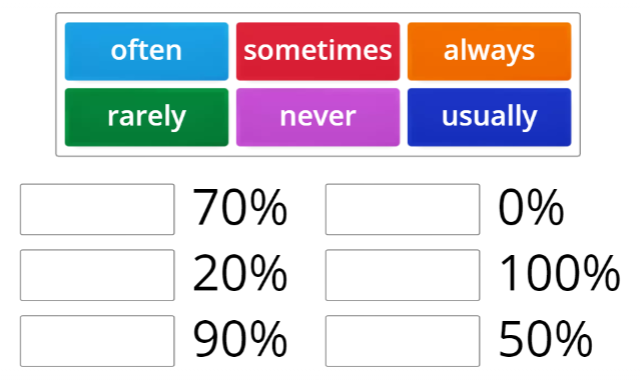 often sometimes always
rarely never usually
70% 0%
20% 100%
90% 50%